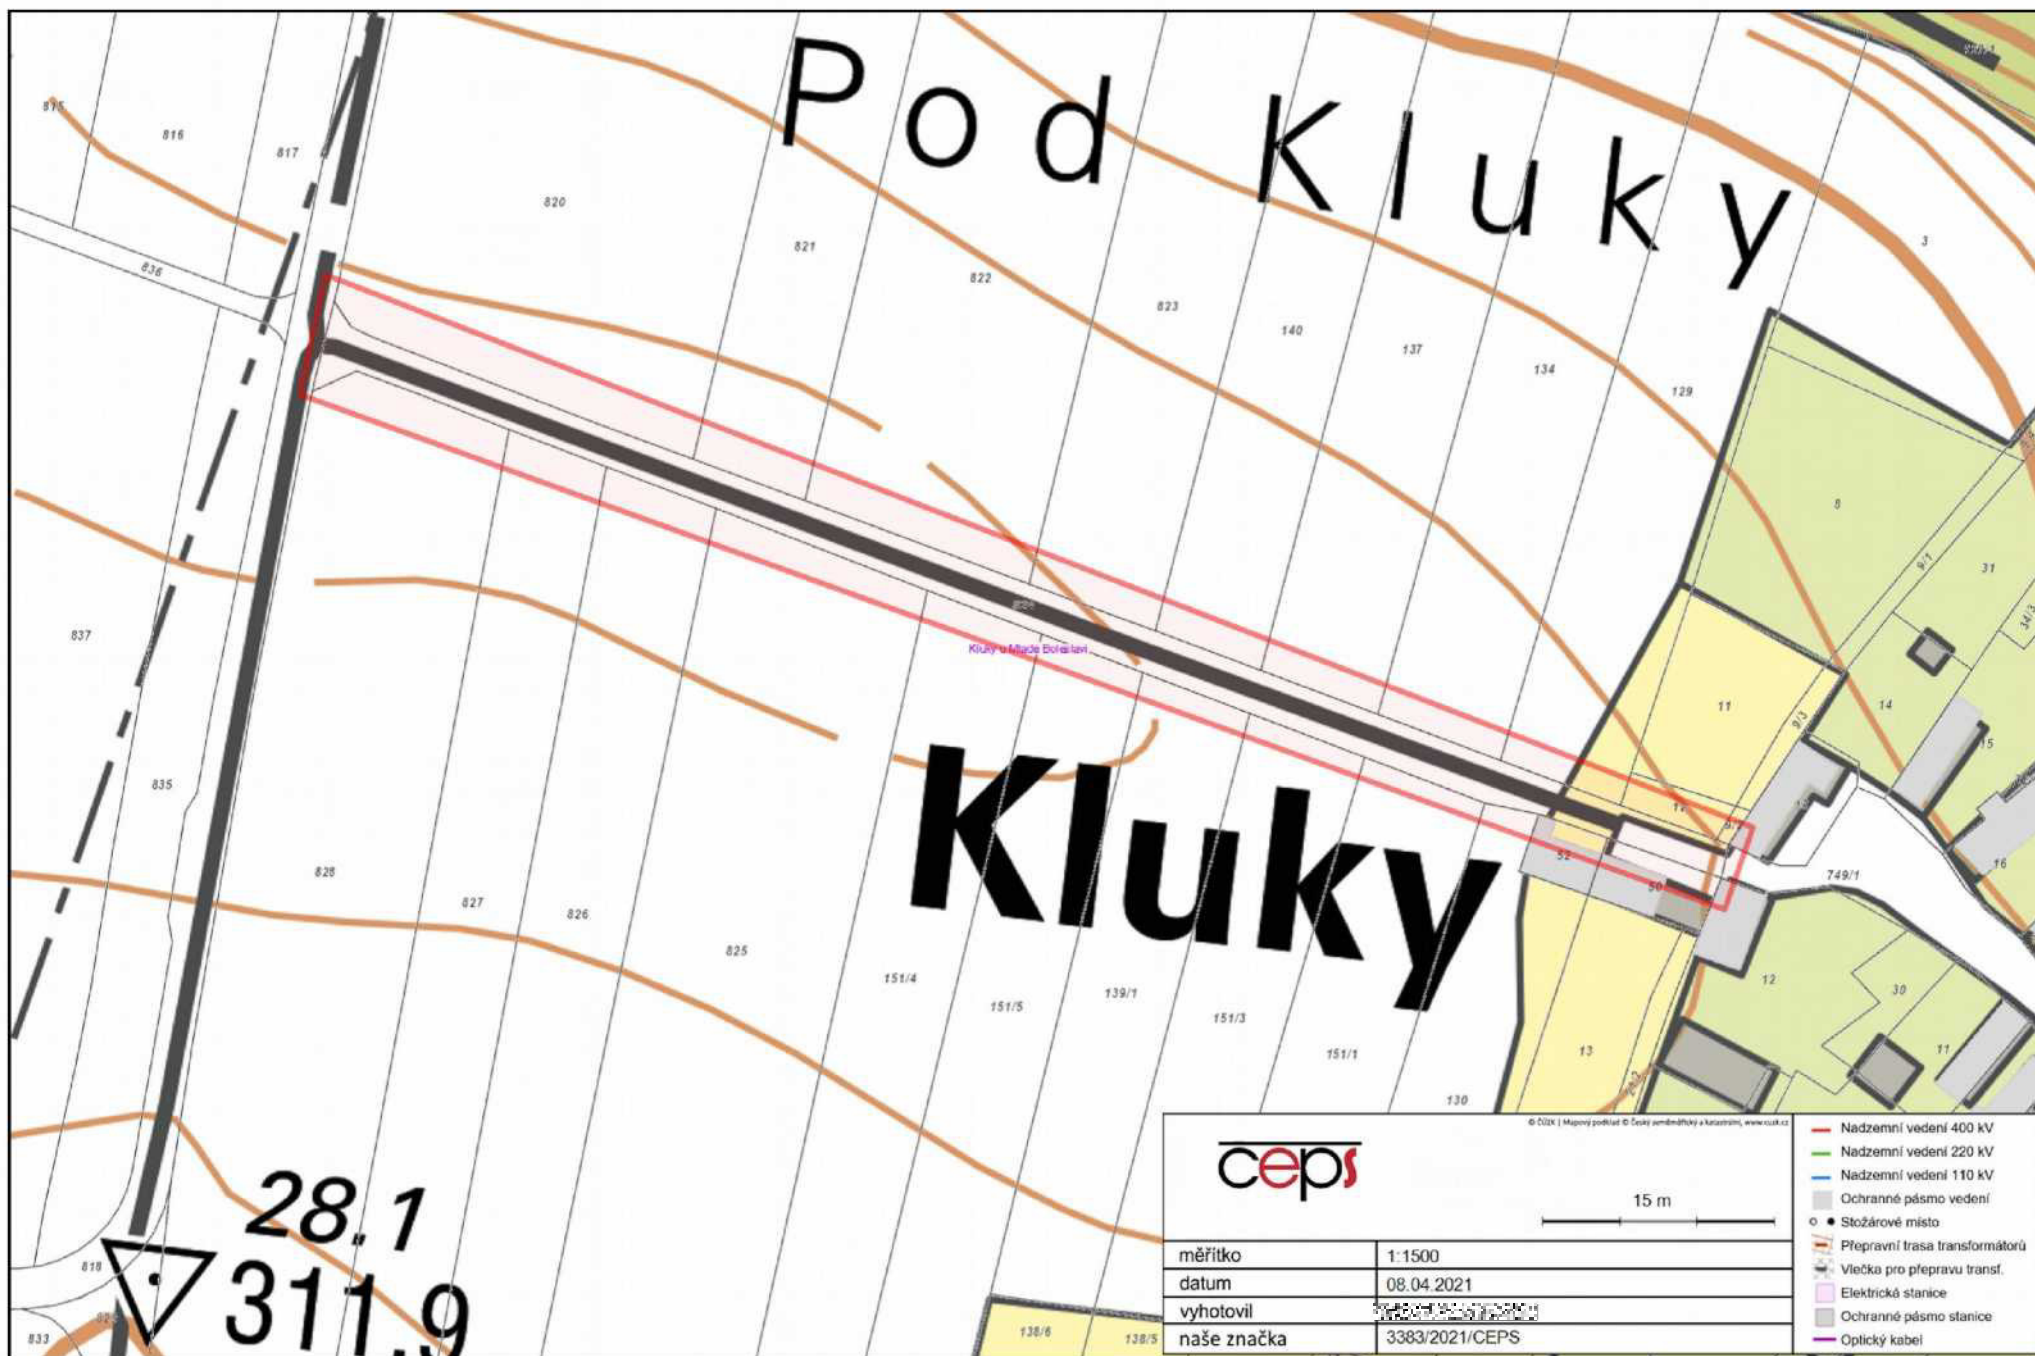 Pod Kluky
815
816
817
820
821
822
823
140
137
134
129
3
836
8
9/1
31
34/3
837
Kluky u Mladé Boleslavi
11
9/3
14
15
835
Kluky
52
50
749/1
16
828
827
826
825
151/4
151/5
139/1
151/3
151/1
130
13
12
30
11
28.1
311.9
818
833
138/6
138/5
ceps
15 m
měřítko 1:1500
datum 08.04.2021
vyhotovil
naše značka 3383/2021/CEPS
Nadzemní vedení 400 kV
Nadzemní vedení 220 kV
Nadzemní vedení 110 kV
Ochranné pásmo vedení
Stožárové místo
Přepravní trasa transformátorů
Vlečka pro přepravu transf.
Elektrická stanice
Ochranné pásmo stanice
Optický kabel